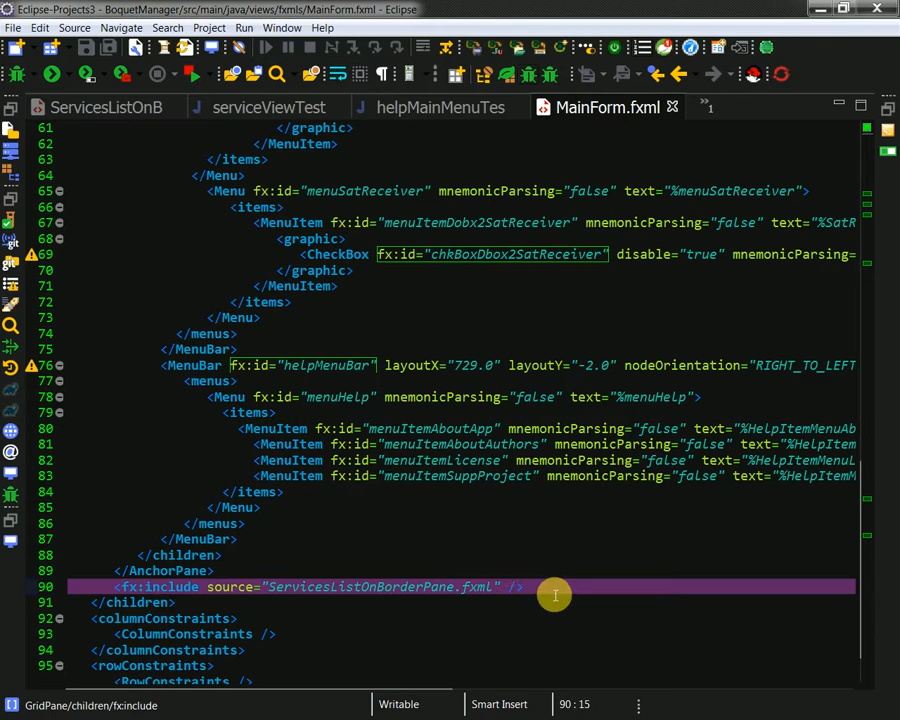 Eclipse-Projects3 - BoquetManager/src/main/java/views/fxmls/MainForm.fxml - Eclipse
File Edit Source Navigate Search Project Run Window Help
ServicesListOnB serviceViewTest helpMainMenuTes MainForm.fxml »1
61 </graphic>
62 </MenuItem>
63 </items>
64 </Menu>
65 <Menu fx:id="menuSatReceiver" mnemonicParsing="false" text="%menuSatReceiver">
66 <items>
67 <MenuItem fx:id="menuItemDobx2SatReceiver" mnemonicParsing="false" text="%SatR
68 <graphic>
69 <CheckBox fx:id="chkBoxDbox2SatReceiver" disable="true" mnemonicParsing=
70 </graphic>
71 </MenuItem>
72 </items>
73 </Menu>
74 </menus>
75 </MenuBar>
76 <MenuBar fx:id="helpMenuBar" layoutX="729.0" layoutY="-2.0" nodeOrientation="RIGHT_TO_LEFT
77 <menus>
78 <Menu fx:id="menuHelp" mnemonicParsing="false" text="%menuHelp">
79 <items>
80 <MenuItem fx:id="menuItemAboutApp" mnemonicParsing="false" text="%HelpItemMenuAb
81 <MenuItem fx:id="menuItemAboutAuthors" mnemonicParsing="false" text="%HelpItem
82 <MenuItem fx:id="menuItemLicense" mnemonicParsing="false" text="%HelpItemMenuL
83 <MenuItem fx:id="menuItemSuppProject" mnemonicParsing="false" text="%HelpItemM
84 </items>
85 </Menu>
86 </menus>
87 </MenuBar>
88 </children>
89 </AnchorPane>
90 <fx:include source="ServicesListOnBorderPane.fxml" />
91 </children>
92 <columnConstraints>
93 <ColumnConstraints />
94 </columnConstraints>
95 <rowConstraints>
<RowConstraints />
GridPane/children/fx:include Writable Smart Insert 90 : 15